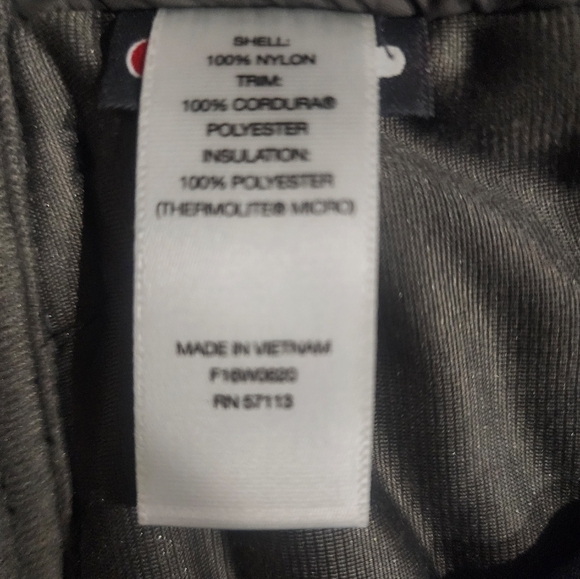 SHELL:
100% NYLON
TRIM:
100% CORDURA®
POLYESTER
INSULATION:
100% POLYESTER
(THERMOLITE® MICRO)
MADE IN VIETNAM
F16W0620
RN 57113